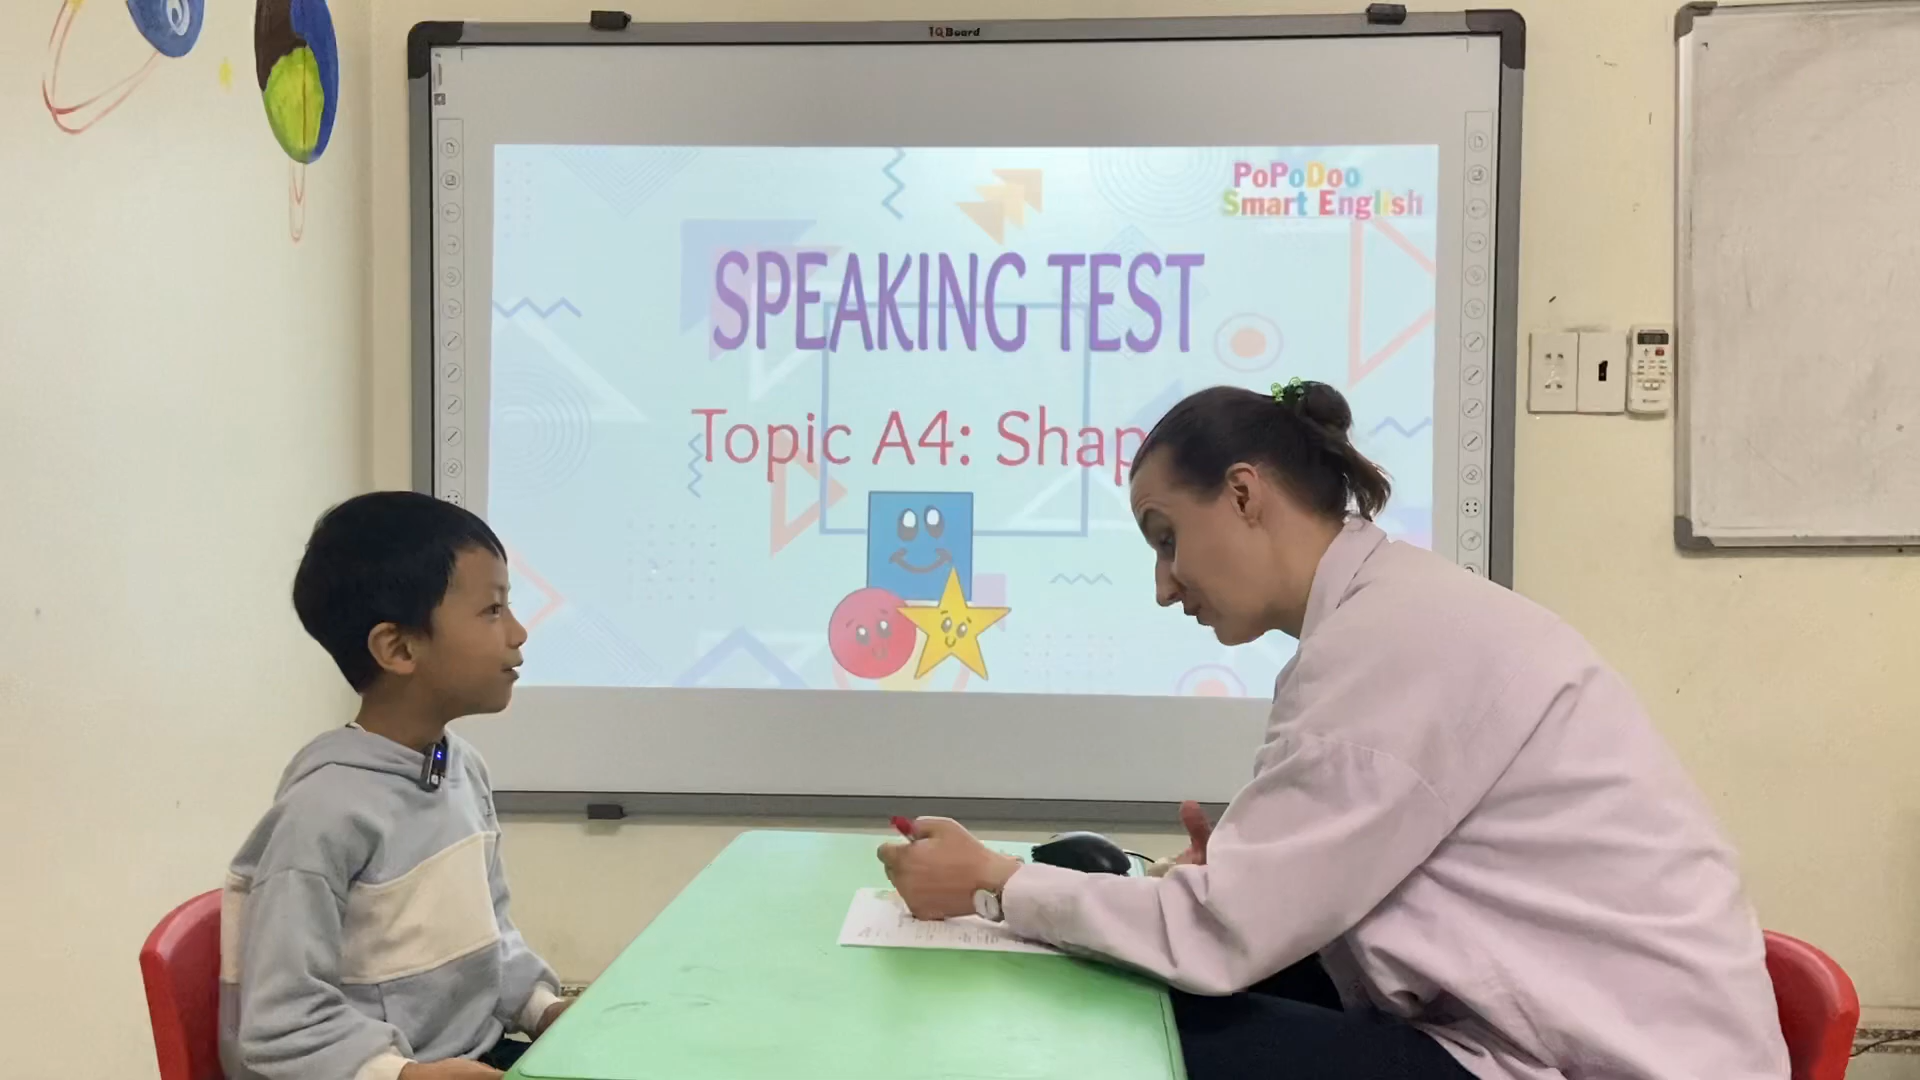 IQBoard
PoPoDoo
Smart English
SPEAKING TEST
Topic A4: Shap